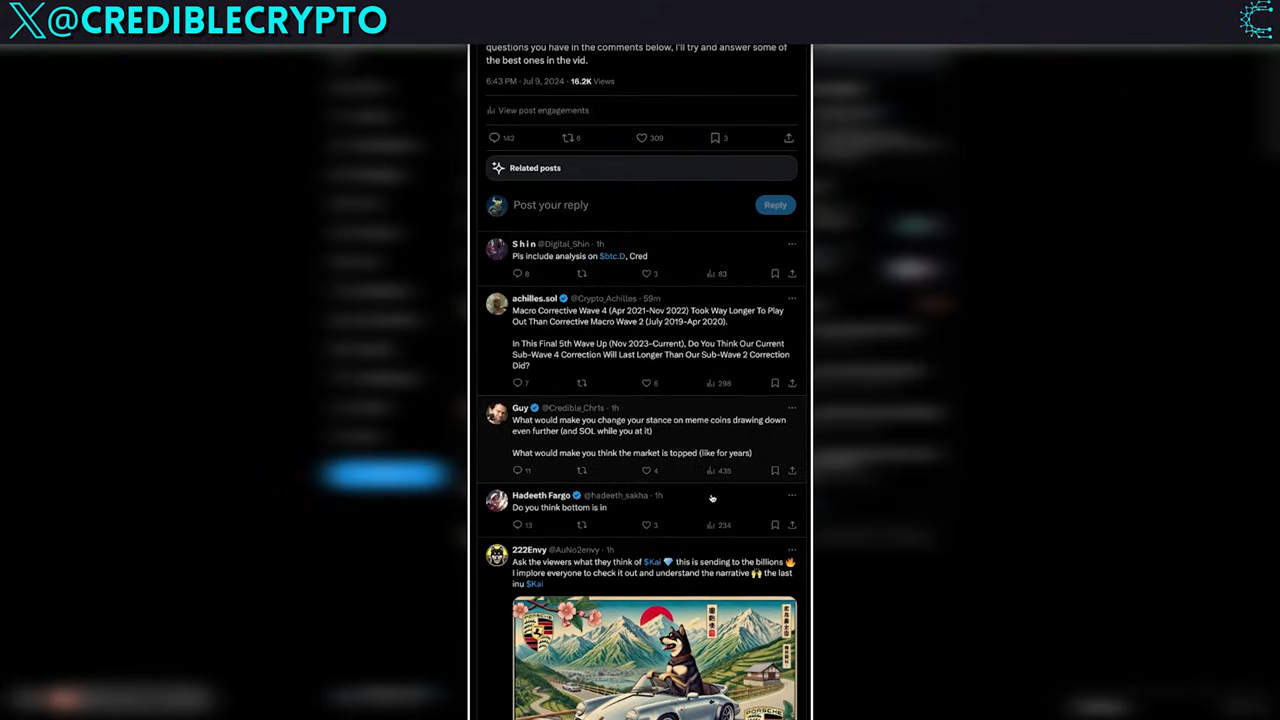 X@CREDIBLECRYPTO
questions you have in the comments below, I'll try and answer some of
the best ones in the vid.
6:43 PM · Jul 9, 2024 · 16.2K Views
View post engagements
142 6 309 3
Related posts
Post your reply
Reply
S h i n @Digital_Shin · 1h
Pls include analysis on $btc.D, Cred
8 3 83
achilles.sol @Crypto_Achilles · 59m
Macro Corrective Wave 4 (Apr 2021-Nov 2022) Took Way Longer To Play
Out Than Corrective Macro Wave 2 (July 2019-Apr 2020).
In This Final 5th Wave Up (Nov 2023-Current), Do You Think Our Current
Sub-Wave 4 Correction Will Last Longer Than Our Sub-Wave 2 Correction
Did?
7 6 298
Guy @Credible_Chr1s · 1h
What would make you change your stance on meme coins drawing down
even further (and SOL while you at it)
What would make you think the market is topped (like for years)
11 4 435
Hadeeth Fargo @hadeeth_sakha · 1h
Do you think bottom is in
13 3 234
222Envy @AuNo2envy · 1h
Ask the viewers what they think of $Kai 💎 this is sending to the billions 🔥
I implore everyone to check it out and understand the narrative 🙌 the last
inu $Kai
PORSCHE
PORSCHE